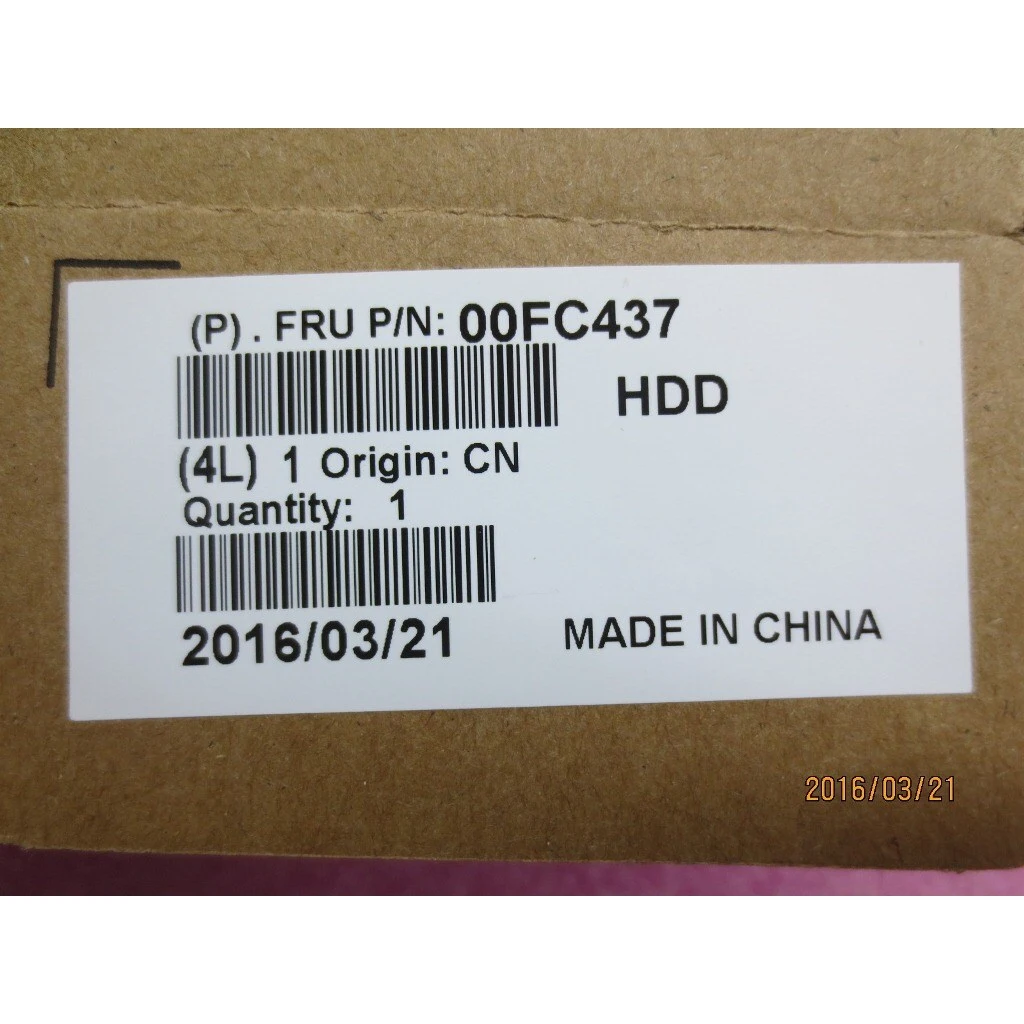 (P) . FRU P/N: 00FC437
HDD
(4L) 1 Origin: CN
Quantity: 1
2016/03/21
MADE IN CHINA
2016/03/21